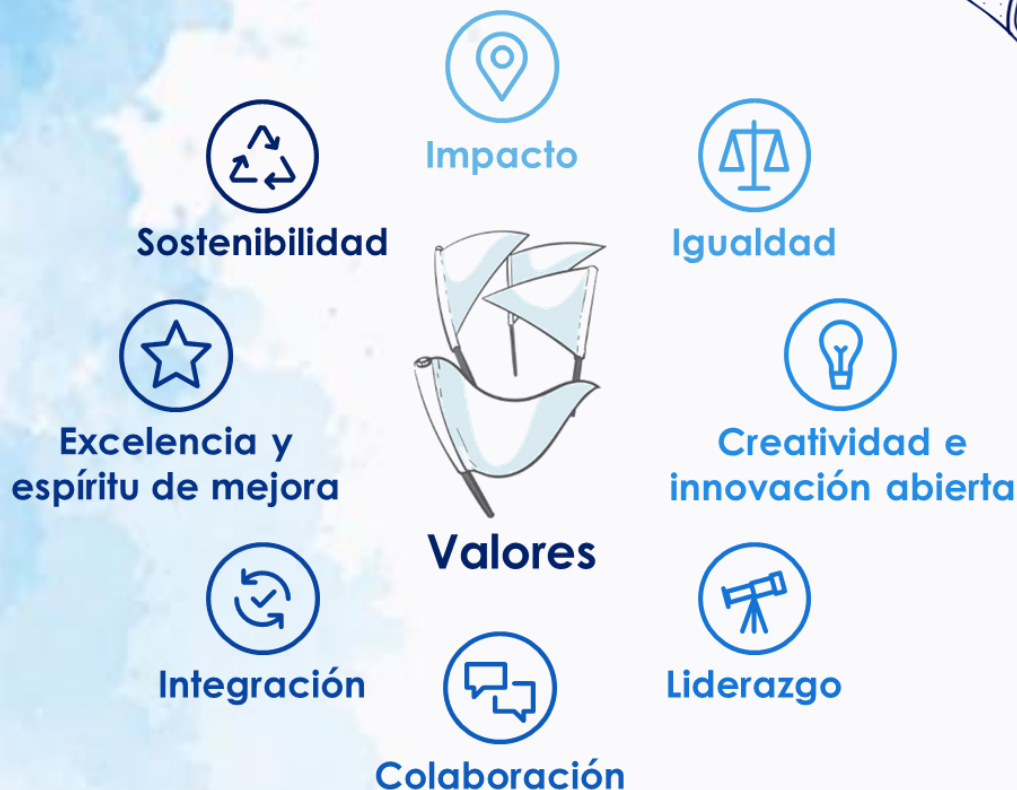 Impacto
Sostenibilidad
Igualdad
Excelencia y
espíritu de mejora
Creatividad e
innovación abierta
Valores
Integración
Liderazgo
Colaboración